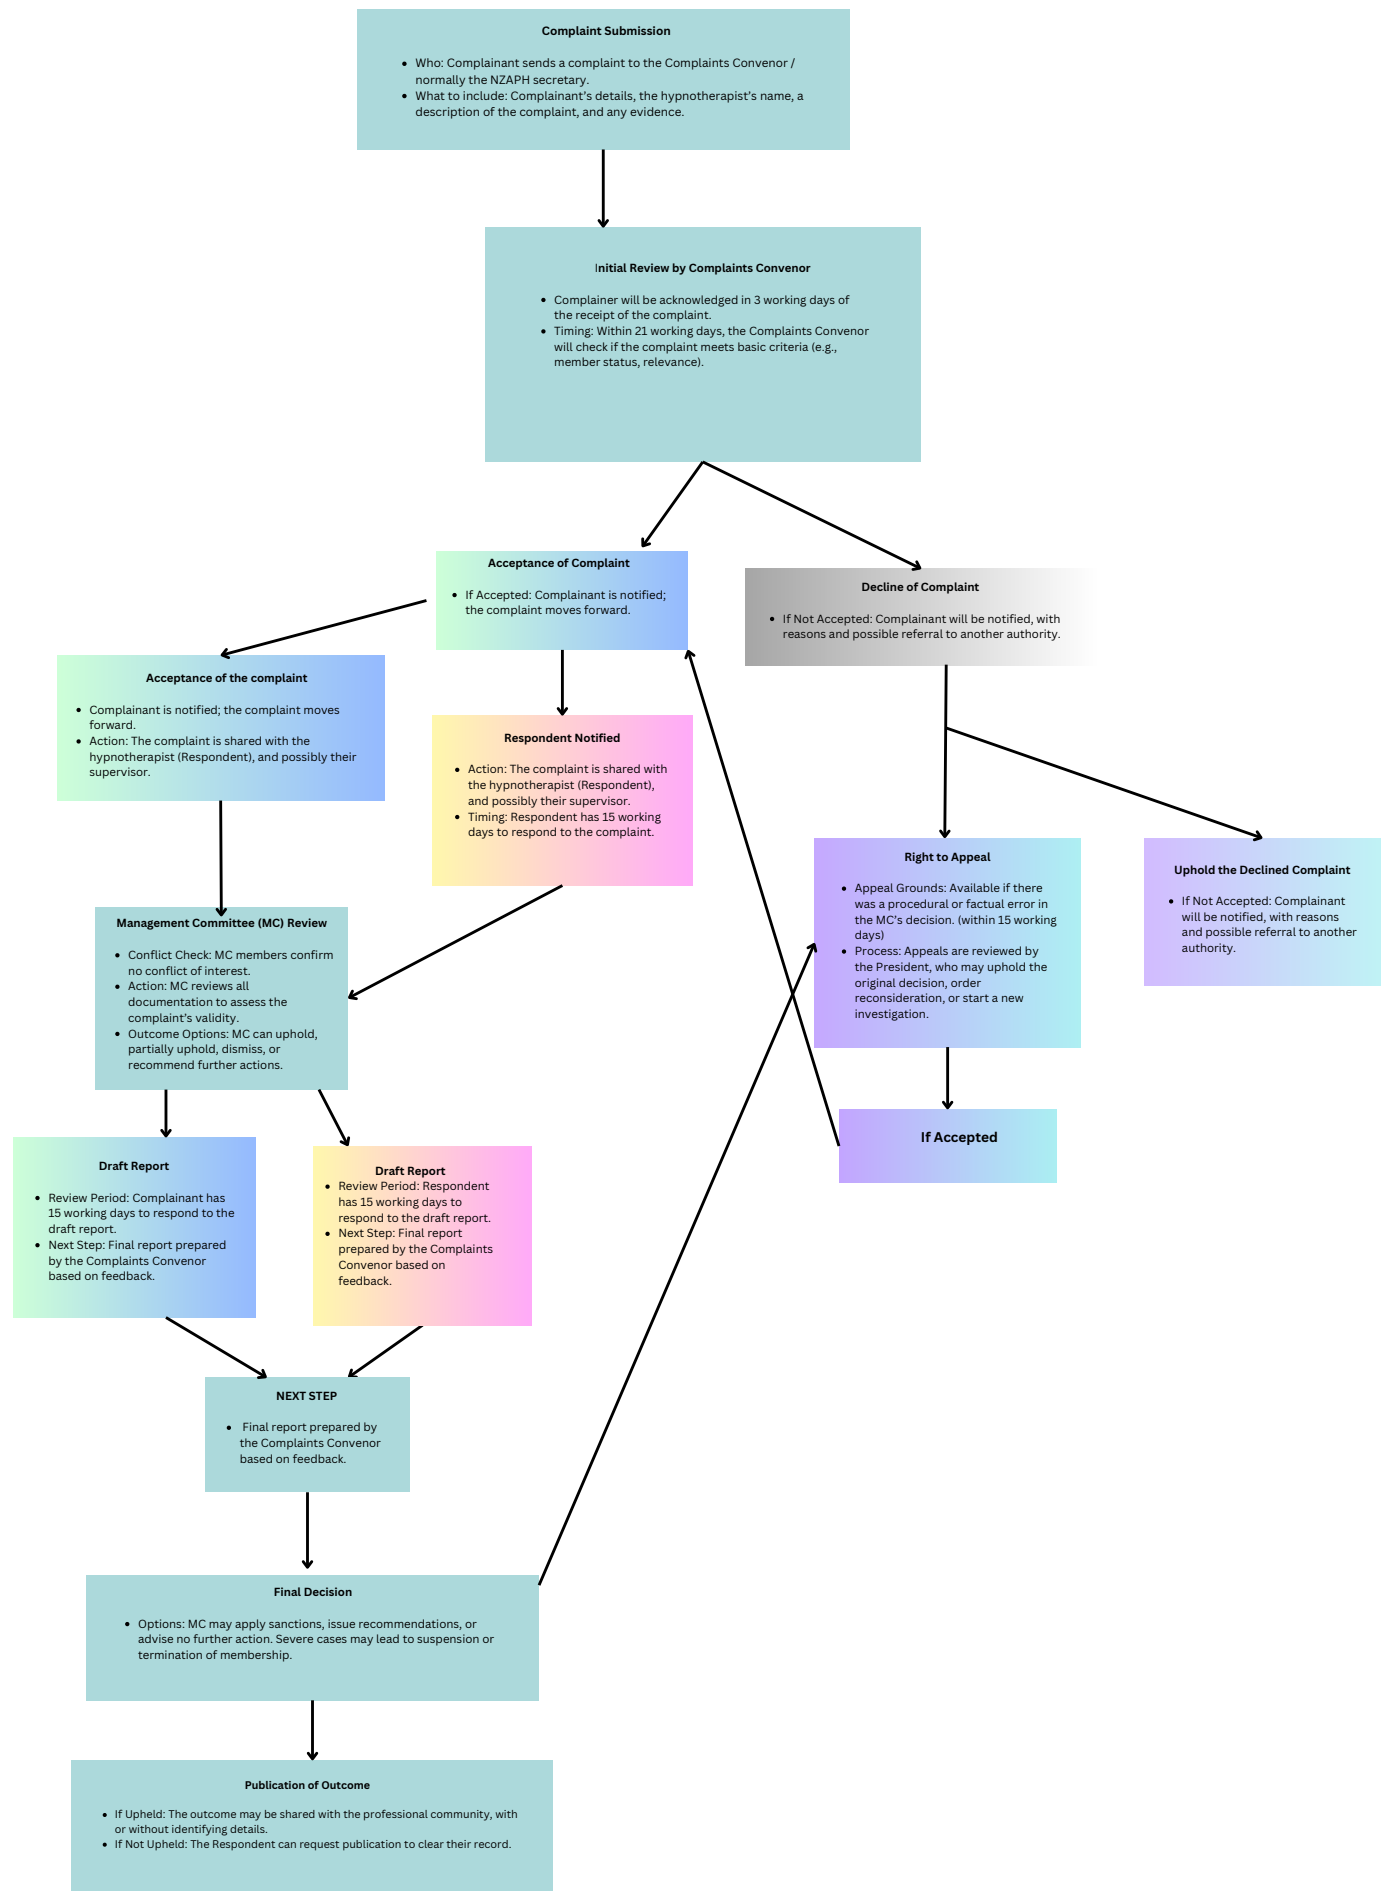 Complaint Submission
• Who: Complainant sends a complaint to the Complaints Convenor /
normally the NZAPH secretary.
• What to include: Complainant's details, the hypnotherapist's name, a
description of the complaint, and any evidence.
Initial Review by Complaints Convenor
• Complainer will be acknowledged in 3 working days of
the receipt of the complaint.
• Timing: Within 21 working days, the Complaints Convenor
will check if the complaint meets basic criteria (e.g.,
member status, relevance).
Acceptance of Complaint
• If Accepted: Complainant is notified;
the complaint moves forward.
Decline of Complaint
• If Not Accepted: Complainant will be notified, with
reasons and possible referral to another authority.
Acceptance of the complaint
• Complainant is notified; the complaint moves
forward.
• Action: The complaint is shared with the
hypnotherapist (Respondent), and possibly their
supervisor.
Respondent Notified
• Action: The complaint is shared with
the hypnotherapist (Respondent),
and possibly their supervisor.
• Timing: Respondent has 15 working
days to respond to the complaint.
Right to Appeal
• Appeal Grounds: Available if there
was a procedural or factual error in
the MC's decision. (within 15 working
days)
• Process: Appeals are reviewed by
the President, who may uphold the
original decision, order
reconsideration, or start a new
investigation.
Uphold the Declined Complaint
• If Not Accepted: Complainant
will be notified, with reasons
and possible referral to another
authority.
Management Committee (MC) Review
• Conflict Check: MC members confirm
no conflict of interest.
• Action: MC reviews all
documentation to assess the
complaint's validity.
• Outcome Options: MC can uphold,
partially uphold, dismiss, or
recommend further actions.
If Accepted
Draft Report
• Review Period: Complainant has
15 working days to respond to the
draft report.
• Next Step: Final report prepared
by the Complaints Convenor
based on feedback.
Draft Report
• Review Period: Respondent
has 15 working days to
respond to the draft report.
• Next Step: Final report
prepared by the Complaints
Convenor based on
feedback.
NEXT STEP
• Final report prepared by
the Complaints Convenor
based on feedback.
Final Decision
• Options: MC may apply sanctions, issue recommendations, or
advise no further action. Severe cases may lead to suspension or
termination of membership.
Publication of Outcome
• If Upheld: The outcome may be shared with the professional community, with
or without identifying details.
• If Not Upheld: The Respondent can request publication to clear their record.